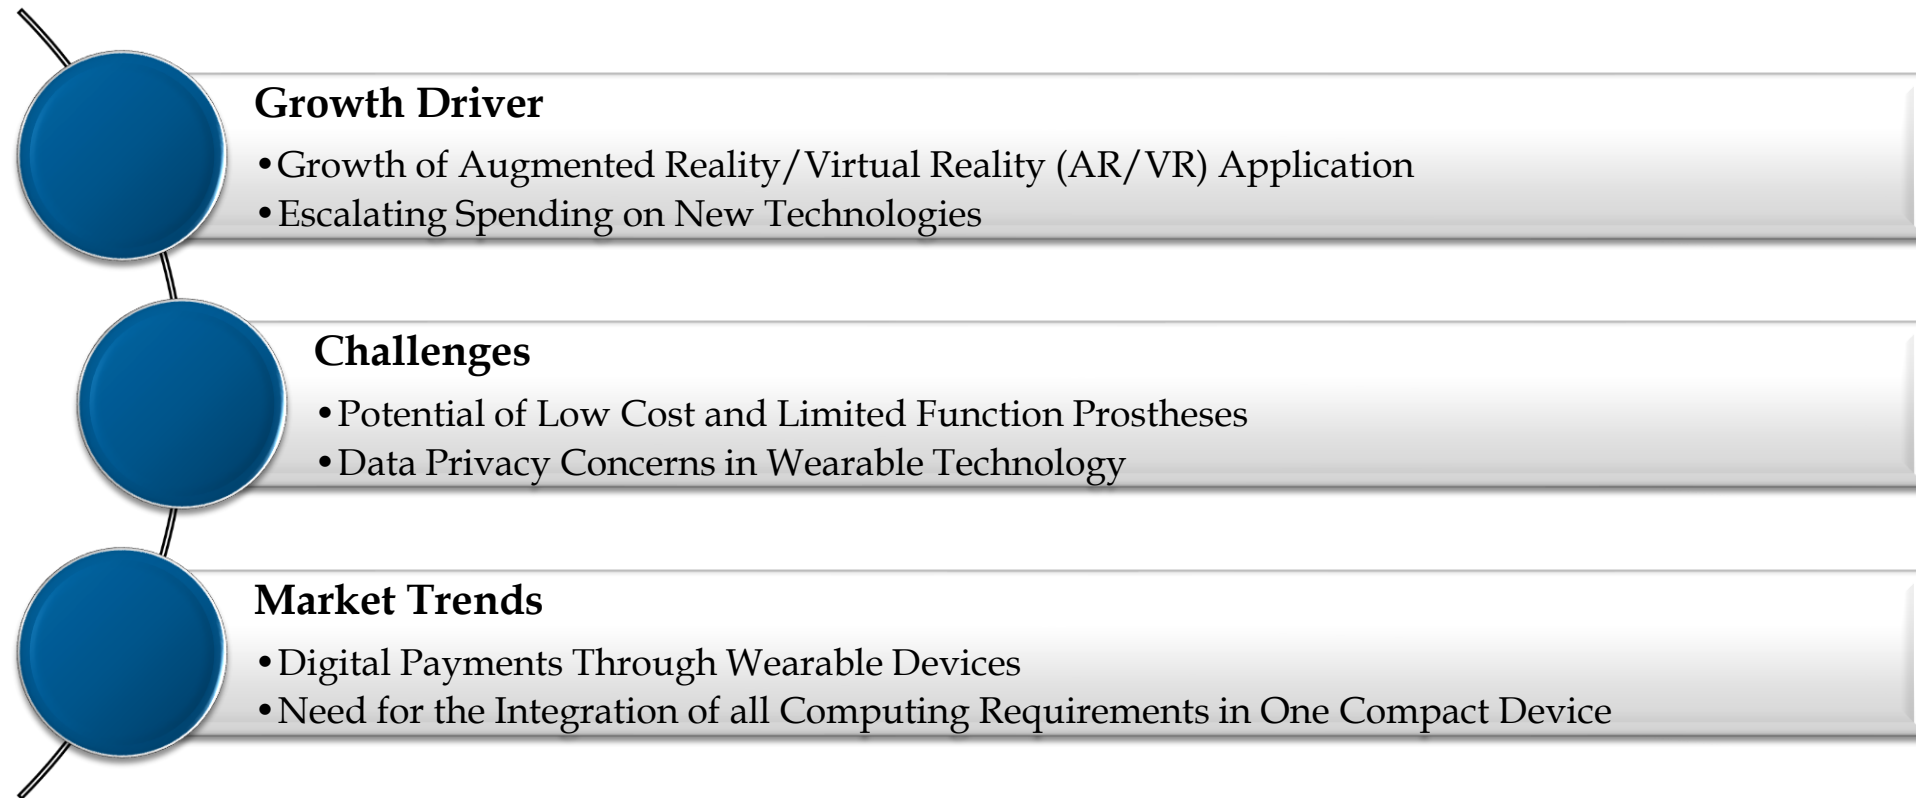 Growth Driver
•Growth of Augmented Reality/Virtual Reality (AR/VR) Application
•Escalating Spending on New Technologies
Challenges
•Potential of Low Cost and Limited Function Prostheses
•Data Privacy Concerns in Wearable Technology
Market Trends
•Digital Payments Through Wearable Devices
•Need for the Integration of all Computing Requirements in One Compact Device